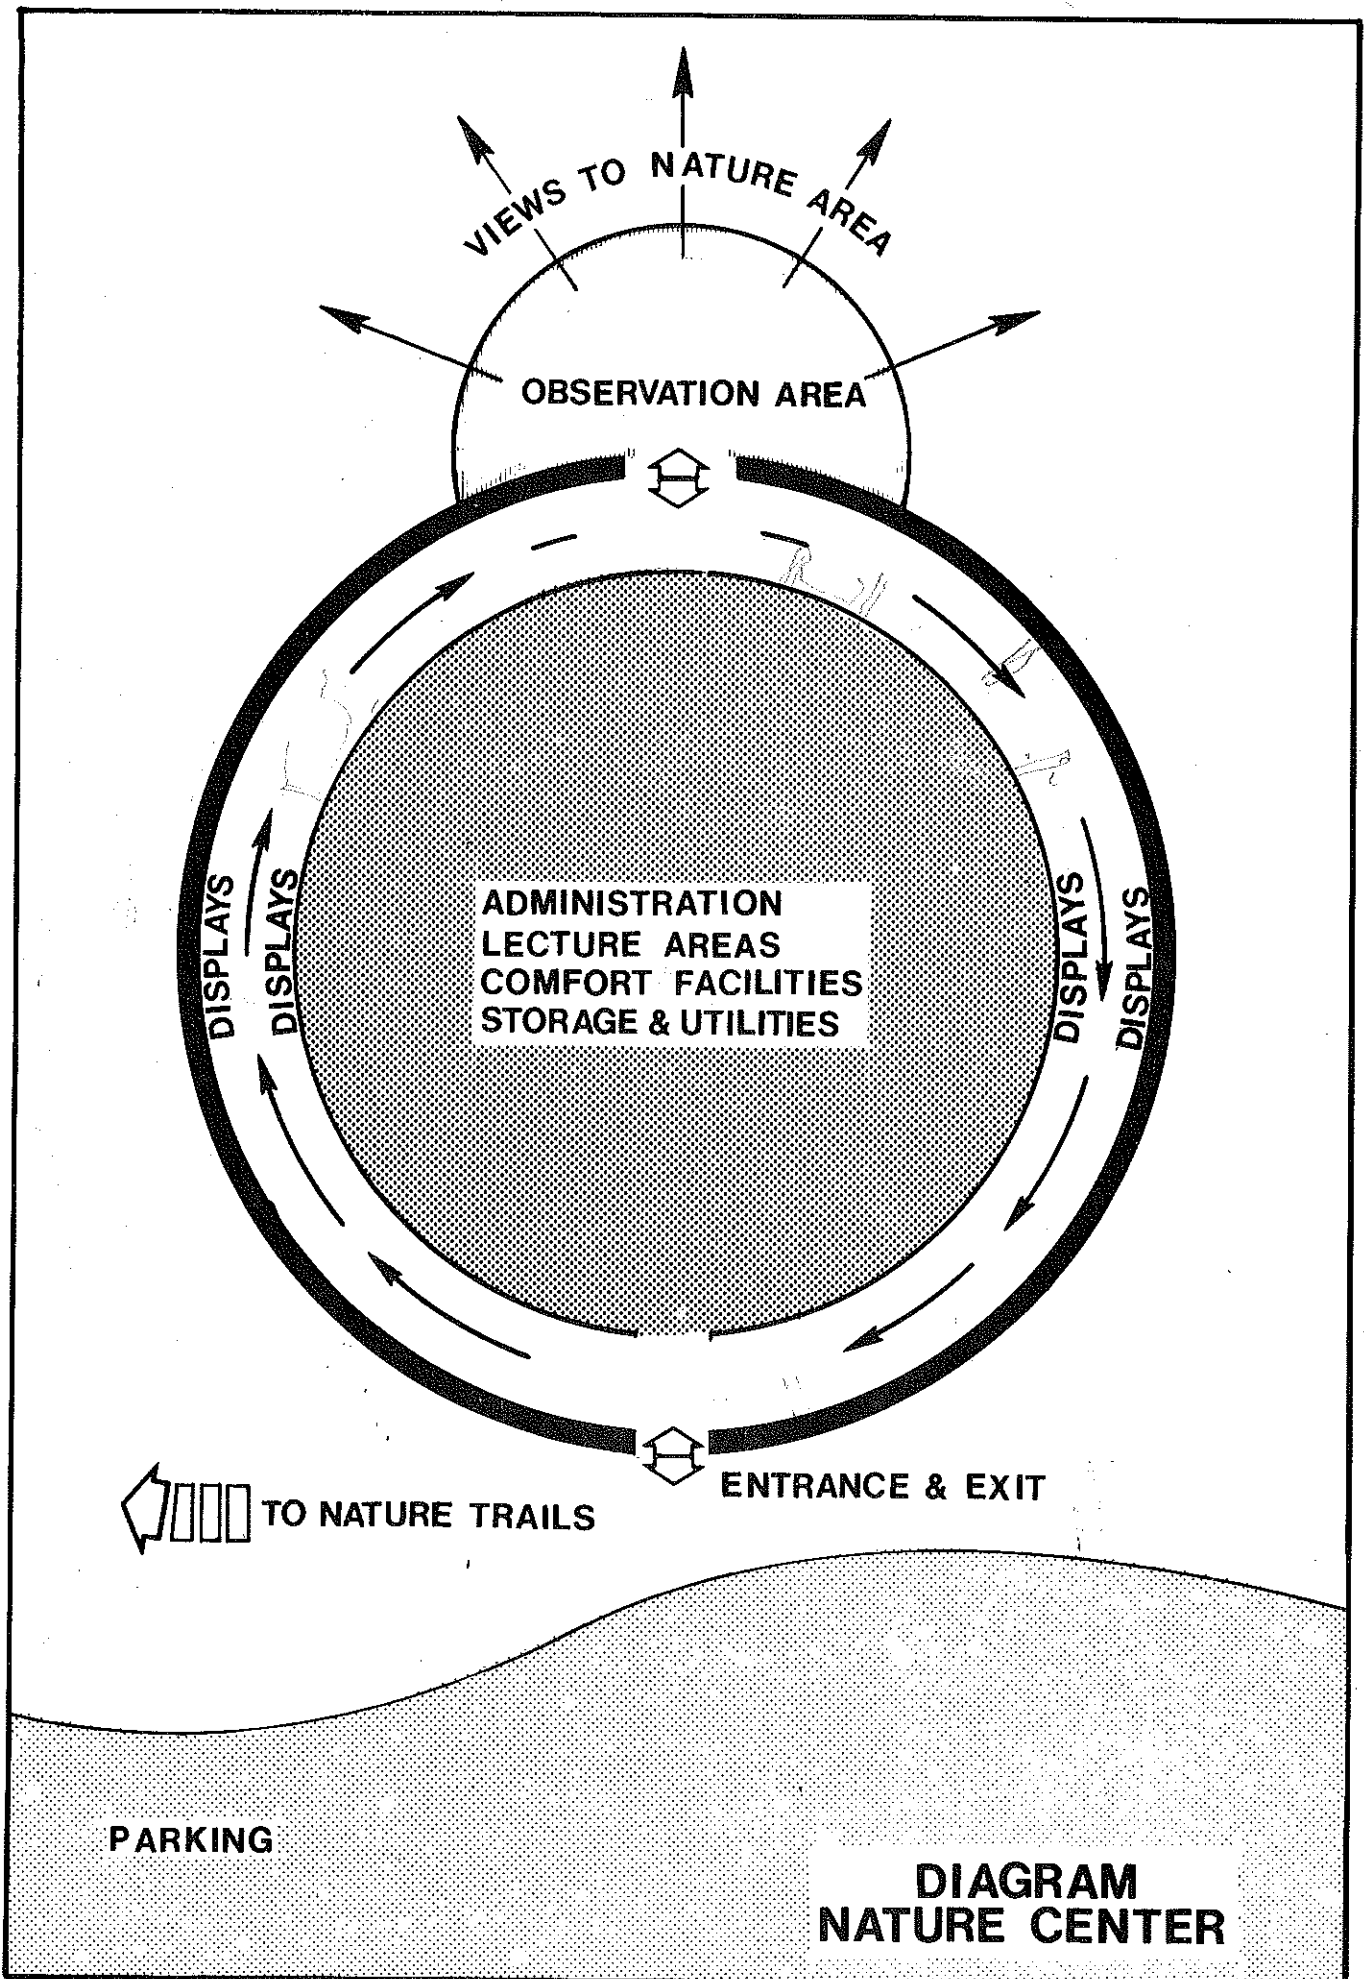 VIEWS TO NATURE AREA
OBSERVATION AREA
DISPLAYS
DISPLAYS
ADMINISTRATION
LECTURE AREAS
COMFORT FACILITIES
STORAGE & UTILITIES
DISPLAYS
DISPLAYS
ENTRANCE & EXIT
TO NATURE TRAILS
PARKING
DIAGRAM
NATURE CENTER